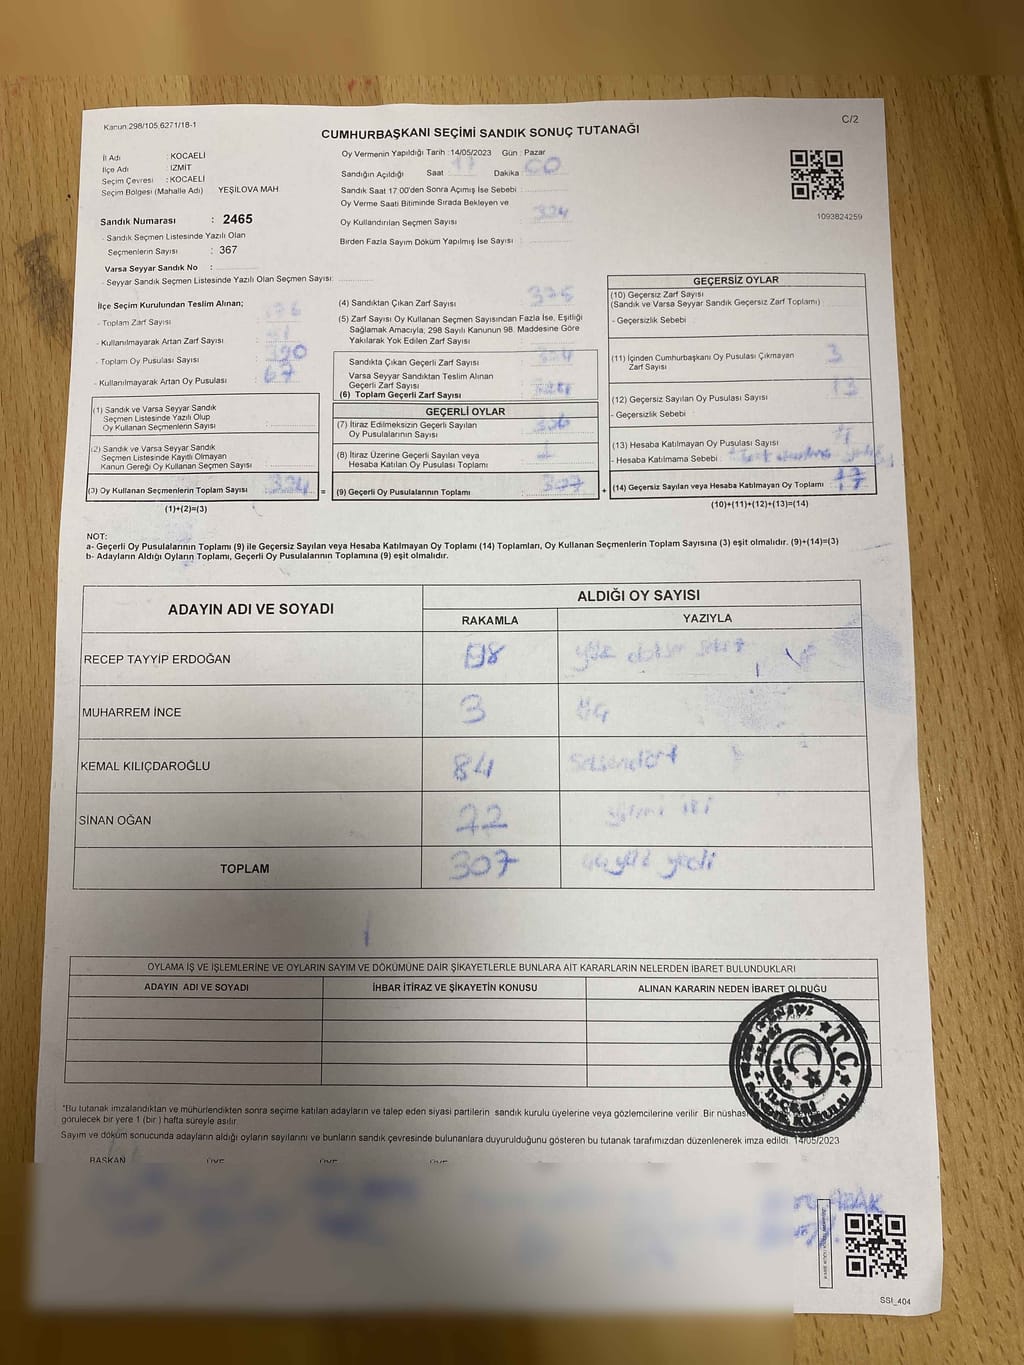 Kanun.298/105.6271/18-1
C/2
CUMHURBAŞKANI SEÇİMİ SANDIK SONUÇ TUTANAĞI
İl Adı : KOCAELİ
İlçe Adı : İZMİT
Seçim Çevresi : KOCAELİ
Seçim Bölgesi (Mahalle Adı) YEŞİLOVA MAH
Sandık Numarası : 2465
- Sandık Seçmen Listesinde Yazılı Olan
Seçmenlerin Sayısı : 367
Varsa Seyyar Sandık No :
- Seyyar Sandık Seçmen Listesinde Yazılı Olan Seçmen Sayısı:
Oy Vermenin Yapıldığı Tarih :14/05/2023 Gün : Pazar
Sandığın Açıldığı Saat 17 Dakika 00
Sandık Saat 17:00'den Sonra Açımış İse Sebebi :
Oy Verme Saati Bitiminde Sırada Bekleyen ve
Oy Kullandırılan Seçmen Sayısı : 324
Birden Fazla Sayım Döküm Yapılmış İse Sayısı :
1093824259
İlçe Seçim Kurulundan Teslim Alınan;
- Toplam Zarf Sayısı :
- Kullanılmayarak Artan Zarf Sayısı :
- Toplam Oy Pusulası Sayısı : 390
- Kullanılmayarak Artan Oy Pusulası : 67
(1) Sandık ve Varsa Seyyar Sandık
Seçmen Listesinde Yazılı Olup
Oy Kullanan Seçmenlerin Sayısı :
(2) Sandık ve Varsa Seyyar Sandık
Seçmen Listesinde Kayıtlı Olmayan
Kanun Gereği Oy Kullanan Seçmen Sayısı :
(3) Oy Kullanan Seçmenlerin Toplam Sayısı : 324 =
(1)+(2)=(3)
(4) Sandıktan Çıkan Zarf Sayısı : 325
(5) Zarf Sayısı Oy Kullanan Seçmen Sayısından Fazla İse, Eşitliği
Sağlamak Amacıyla; 298 Sayılı Kanunun 98. Maddesine Göre
Yakılarak Yok Edilen Zarf Sayısı :
Sandıkta Çıkan Geçerli Zarf Sayısı : 324
Varsa Seyyar Sandıktan Teslim Alınan
Geçerli Zarf Sayısı :
(6) Toplam Geçerli Zarf Sayısı : 324
GEÇERLİ OYLAR
(7) İtiraz Edilmeksizin Geçerli Sayılan
Oy Pusulalarının Sayısı : 306
(8) İtiraz Üzerine Geçerli Sayılan veya
Hesaba Katılan Oy Pusulası Toplamı : 1
(9) Geçerli Oy Pusulalarının Toplamı : 307 +
GEÇERSİZ OYLAR
(10) Geçersiz Zarf Sayısı
(Sandık ve Varsa Seyyar Sandık Geçersiz Zarf Toplamı) :
- Geçersizlik Sebebi :
(11) İçinden Cumhurbaşkanı Oy Pusulası Çıkmayan
Zarf Sayısı : 3
(12) Geçersiz Sayılan Oy Pusulası Sayısı : 13
- Geçersizlik Sebebi :
(13) Hesaba Katılmayan Oy Pusulası Sayısı : 1
- Hesaba Katılmama Sebebi :
(14) Geçersiz Sayılan veya Hesaba Katılmayan Oy Toplamı : 17
(10)+(11)+(12)+(13)=(14)
NOT:
a- Geçerli Oy Pusulalarının Toplamı (9) ile Geçersiz Sayılan veya Hesaba Katılmayan Oy Toplamı (14) Toplamları, Oy Kullanan Seçmenlerin Toplam Sayısına (3) eşit olmalıdır. (9)+(14)=(3)
b- Adayların Aldığı Oyların Toplamı, Geçerli Oy Pusulalarının Toplamına (9) eşit olmalıdır.
ADAYIN ADI VE SOYADI ALDIĞI OY SAYISI
RAKAMLA YAZIYLA
RECEP TAYYİP ERDOĞAN 198 yüz doksan sekiz
MUHARREM İNCE 3 üç
KEMAL KILIÇDAROĞLU 84 seksendört
SİNAN OĞAN 22 yirmi iki
TOPLAM 307 üç yüz yedi
OYLAMA İŞ VE İŞLEMLERİNE VE OYLARIN SAYIM VE DÖKÜMÜNE DAİR ŞİKAYETLERLE BUNLARA AİT KARARLARIN NELERDEN İBARET BULUNDUKLARI
ADAYIN ADI VE SOYADI İHBAR İTİRAZ VE ŞİKAYETİN KONUSU ALINAN KARARIN NEDEN İBARET OLDUĞU
T.C.
SANDIK KURULU
*Bu tutanak imzalandıktan ve mühürlendikten sonra seçime katılan adayların ve talep eden siyasi partilerin sandık kurulu üyelerine veya gözlemcilerine verilir. Bir nüshası
görülecek bir yere 1 (bir ) hafta süreyle asılır.
Sayım ve döküm sonucunda adayların aldığı oyların sayılarını ve bunların sandık çevresinde bulunanlara duyurulduğunu gösteren bu tutanak tarafımızdan düzenlenerek imza edildi. 14/05/2023
BAŞKAN ÜYE ÜYE ÜYE
SSI_404